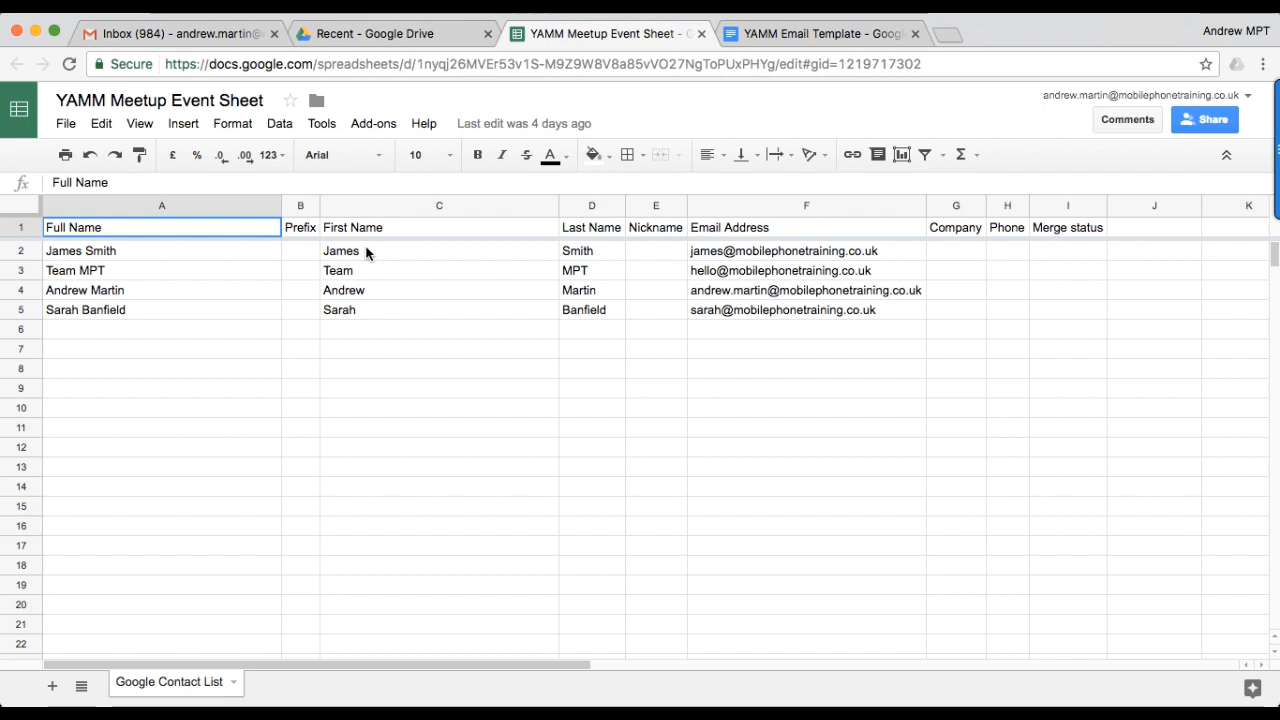 Inbox (984) - andrew.martin@
Recent - Google Drive
YAMM Meetup Event Sheet - G
YAMM Email Template - Goog
Andrew MPT
Secure https://docs.google.com/spreadsheets/d/1nyqj26MVEr53v1S-M9Z9W8V8a85vVO27NgToPUxPHYg/edit#gid=1219717302
YAMM Meetup Event Sheet
andrew.martin@mobilephonetraining.co.uk
File Edit View Insert Format Data Tools Add-ons Help Last edit was 4 days ago
Comments Share
£ % .0 .00 123 Arial 10 B I S A Σ
fx Full Name
A B C D E F G H I J K
1 Full Name Prefix First Name Last Name Nickname Email Address Company Phone Merge status
2 James Smith James Smith james@mobilephonetraining.co.uk
3 Team MPT Team MPT hello@mobilephonetraining.co.uk
4 Andrew Martin Andrew Martin andrew.martin@mobilephonetraining.co.uk
5 Sarah Banfield Sarah Banfield sarah@mobilephonetraining.co.uk
6
7
8
9
10
11
12
13
14
15
16
17
18
19
20
21
22
Google Contact List